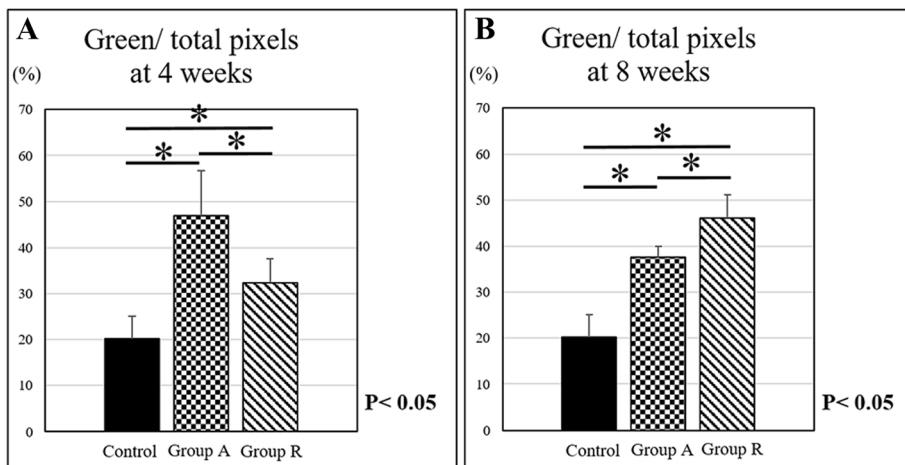 A
Green/ total pixels
at 4 weeks
(%)
70
60
50
40
30
20
10
0
*
*
*
Control Group A Group R
P< 0.05
B
Green/ total pixels
at 8 weeks
(%)
70
60
50
40
30
20
10
0
*
*
*
Control Group A Group R
P< 0.05